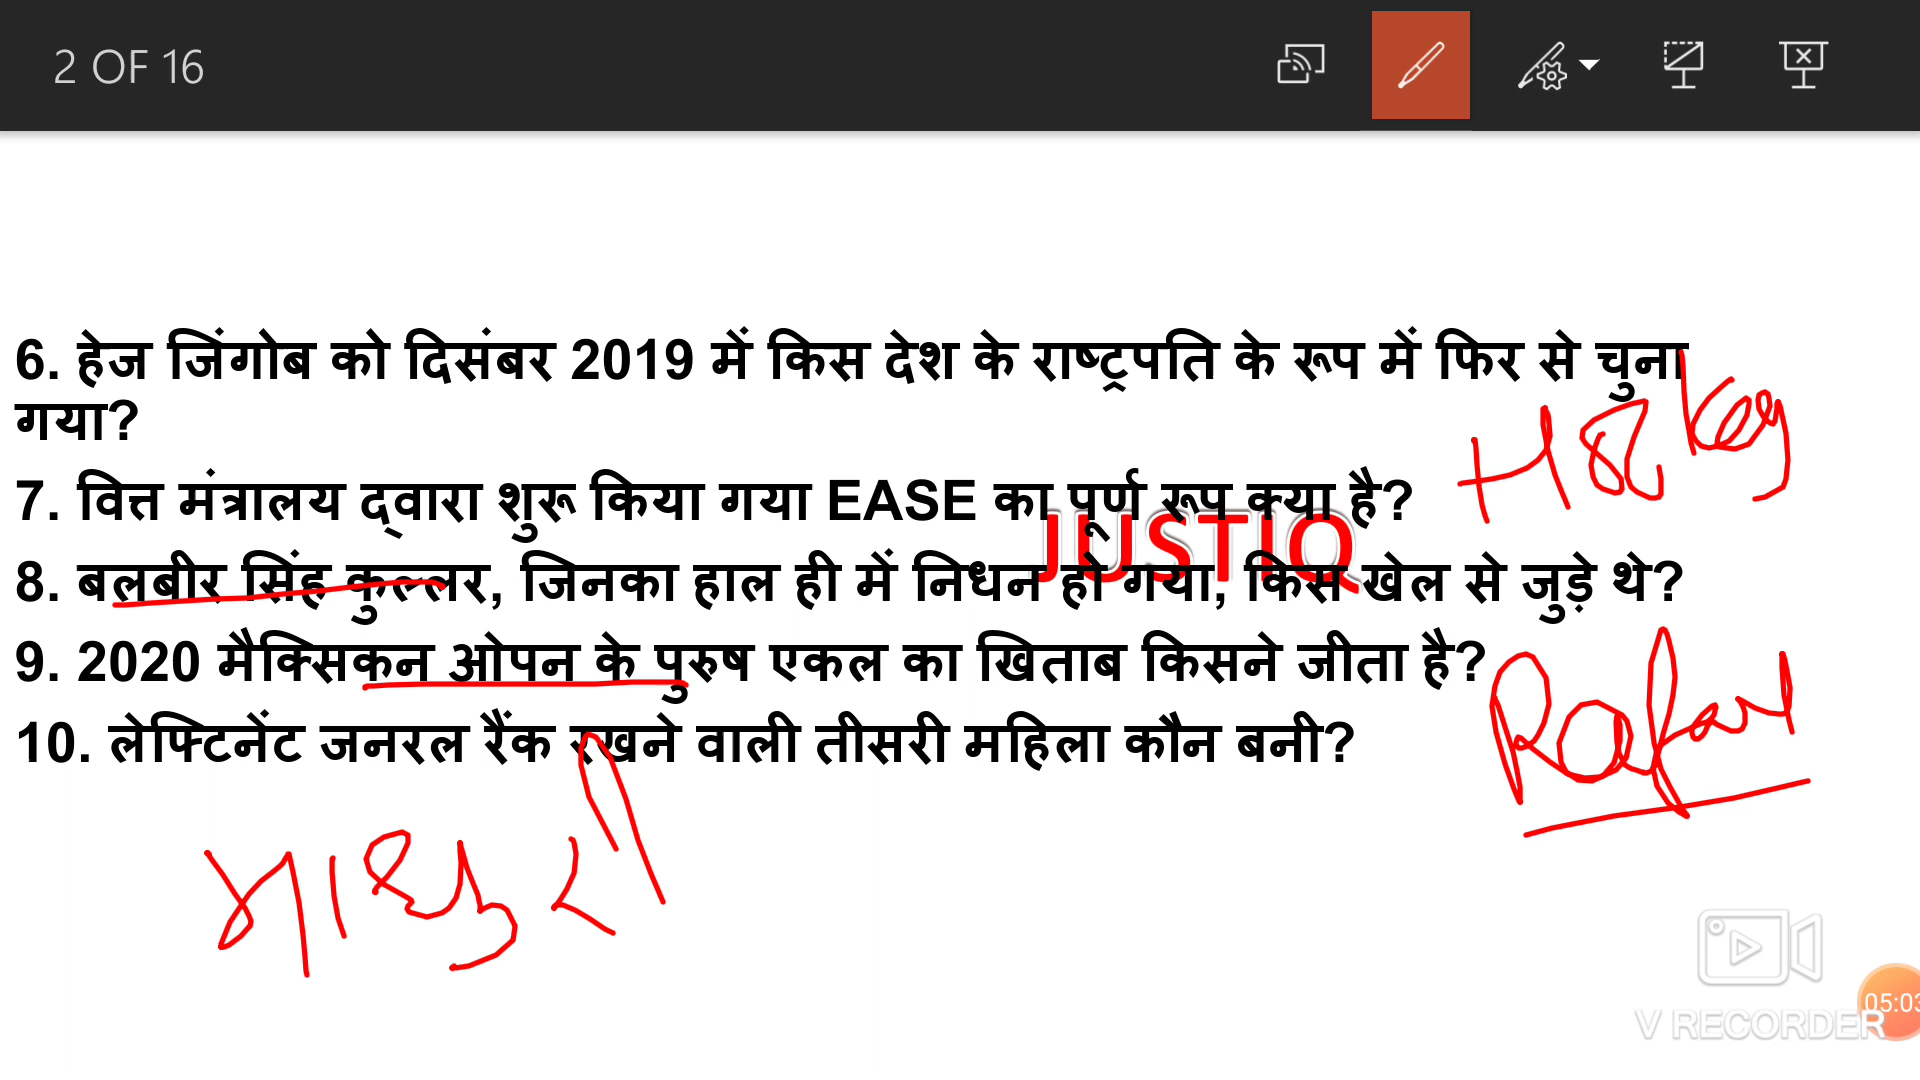 2 OF 16
6. हेज जिंगोब को दिसंबर 2019 में किस देश के राष्ट्रपति के रूप में फिर से चुना
गया?
7. वित्त मंत्रालय द्वारा शुरू किया गया EASE का पूर्ण रूप क्या है?
JUSTIQ
8. बलबीर सिंह कुल्लर, जिनका हाल ही में निधन हो गया, किस खेल से जुड़े थे?
9. 2020 मैक्सिकन ओपन के पुरुष एकल का खिताब किसने जीता है?
Rafael
10. लेफ्टिनेंट जनरल रैंक रखने वाली तीसरी महिला कौन बनी?
V RECORDER